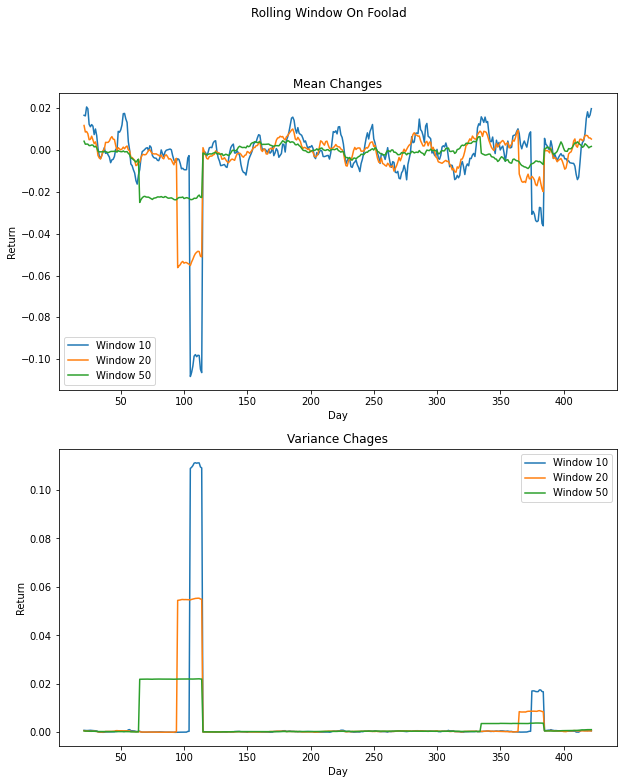 Rolling Window On Foolad
Mean Changes
0.02
0.00
−0.02
−0.04
−0.06
−0.08
−0.10
Return
Window 10
Window 20
Window 50
50 100 150 200 250 300 350 400
Day
Variance Chages
0.10
0.08
0.06
0.04
0.02
0.00
Return
Window 10
Window 20
Window 50
50 100 150 200 250 300 350 400
Day